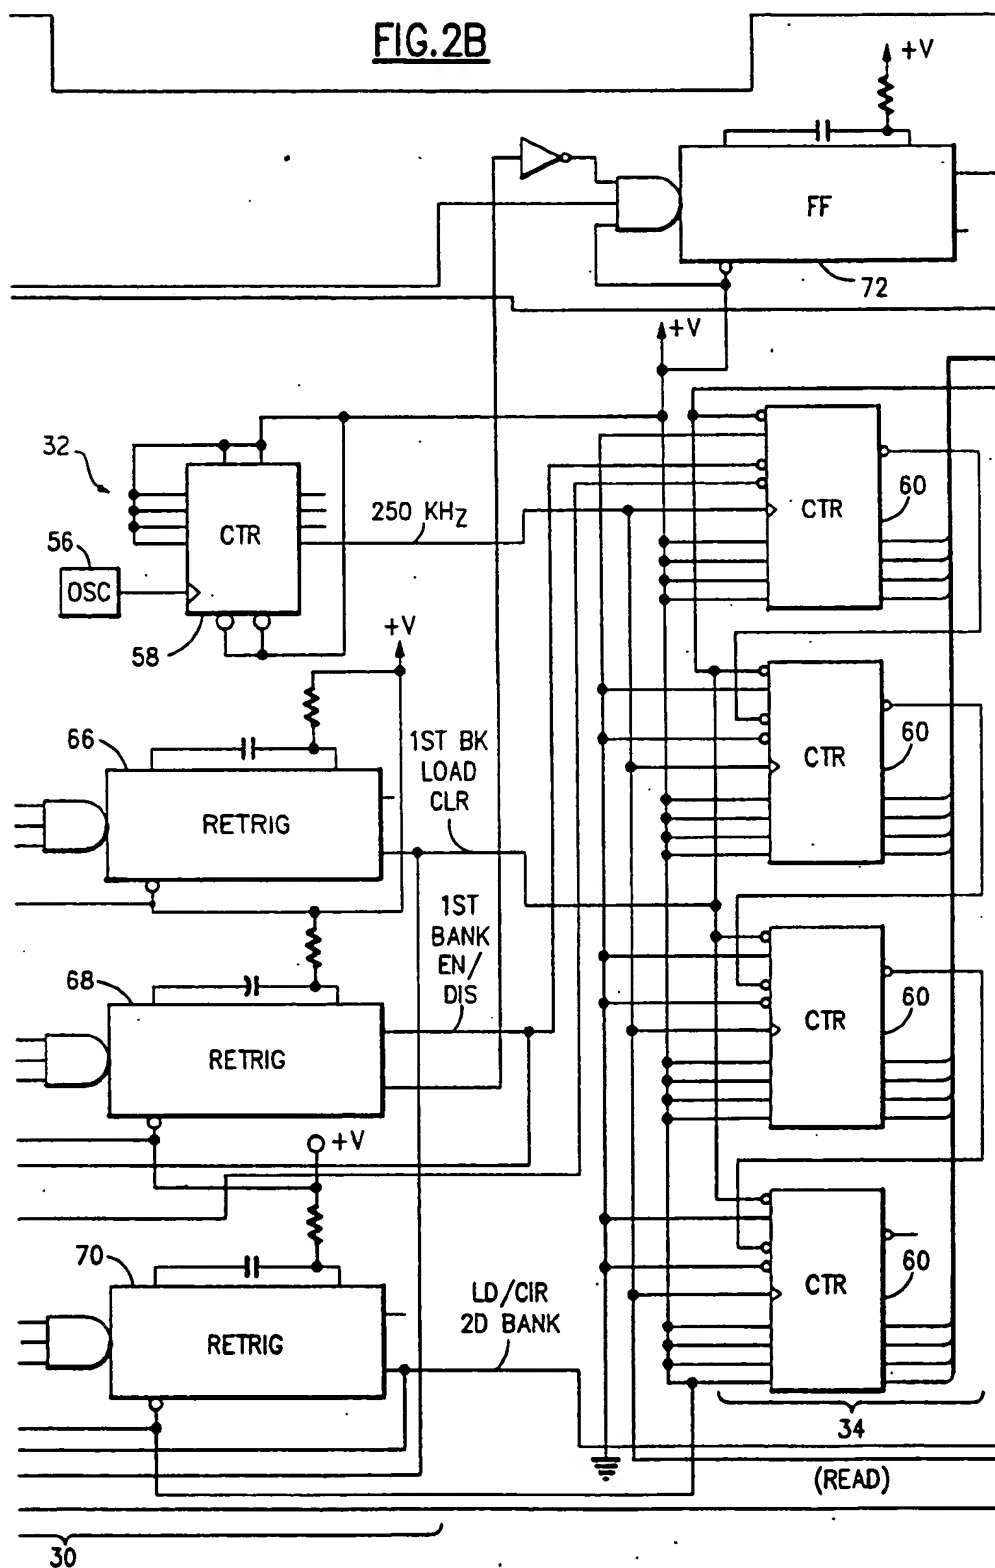 FIG.2B
+V
FF
72
+V
32
CTR
250 KHZ
56
OSC
58
CTR
60
+V
66
RETRIG
1ST BK
LOAD
CLR
CTR
60
1ST
BANK
EN/
DIS
68
RETRIG
CTR
60
+V
70
RETRIG
LD/CIR
2D BANK
CTR
60
34
(READ)
30